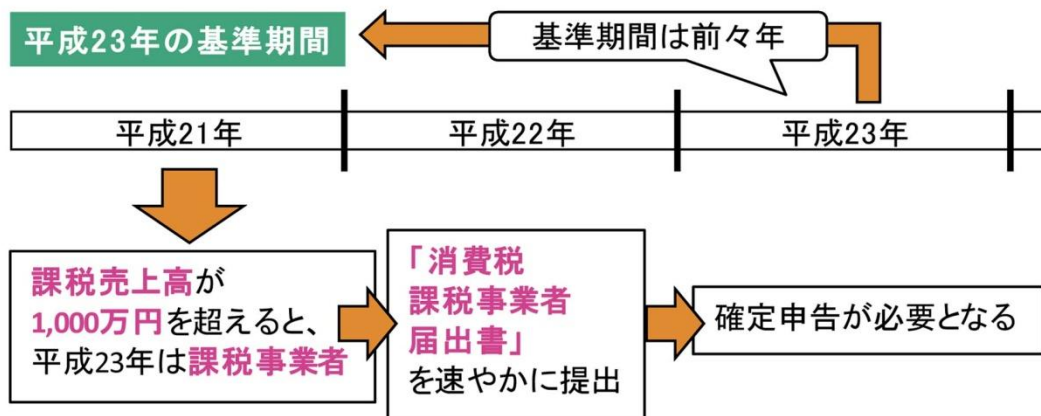 平成23年の基準期間
基準期間は前々年
平成21年
平成22年
平成23年
課税売上高が
1,000万円を超えると、
平成23年は課税事業者
「消費税
課税事業者
届出書」
を速やかに提出
確定申告が必要となる